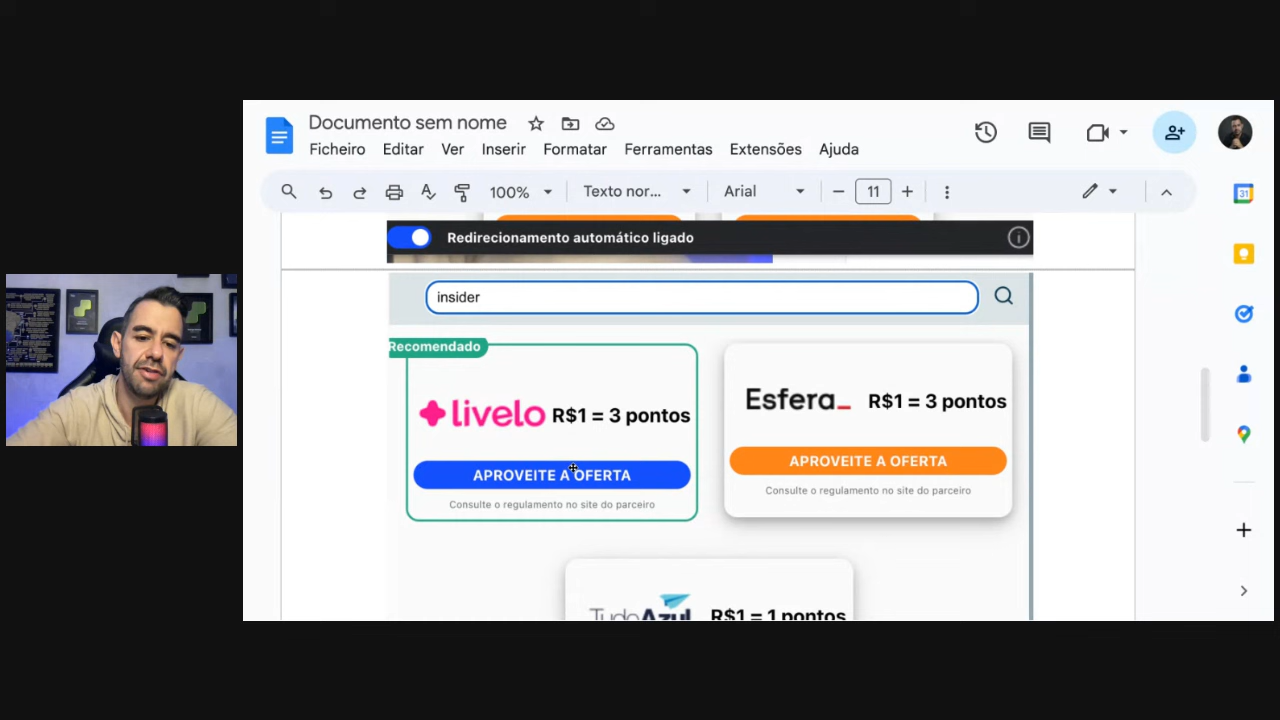 Documento sem nome
Ficheiro Editar Ver Inserir Formatar Ferramentas Extensões Ajuda
100% Texto nor... Arial 11
31
Redirecionamento automático ligado
insider
Recomendado
livelo R$1 = 3 pontos
APROVEITE A OFERTA
Consulte o regulamento no site do parceiro
Esfera_ R$1 = 3 pontos
APROVEITE A OFERTA
Consulte o regulamento no site do parceiro
TudoAzul R$1 = 1 pontos